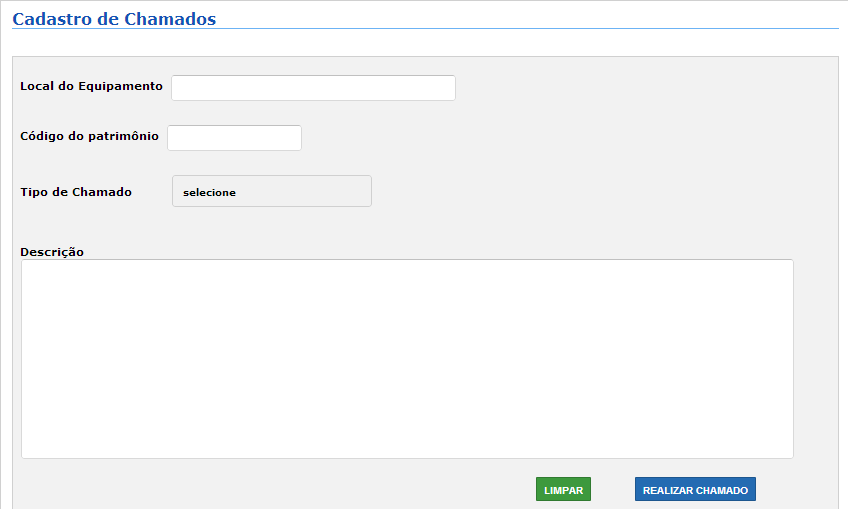 Cadastro de Chamados
Local do Equipamento
Código do patrimônio
Tipo de Chamado selecione
Descrição
LIMPAR REALIZAR CHAMADO